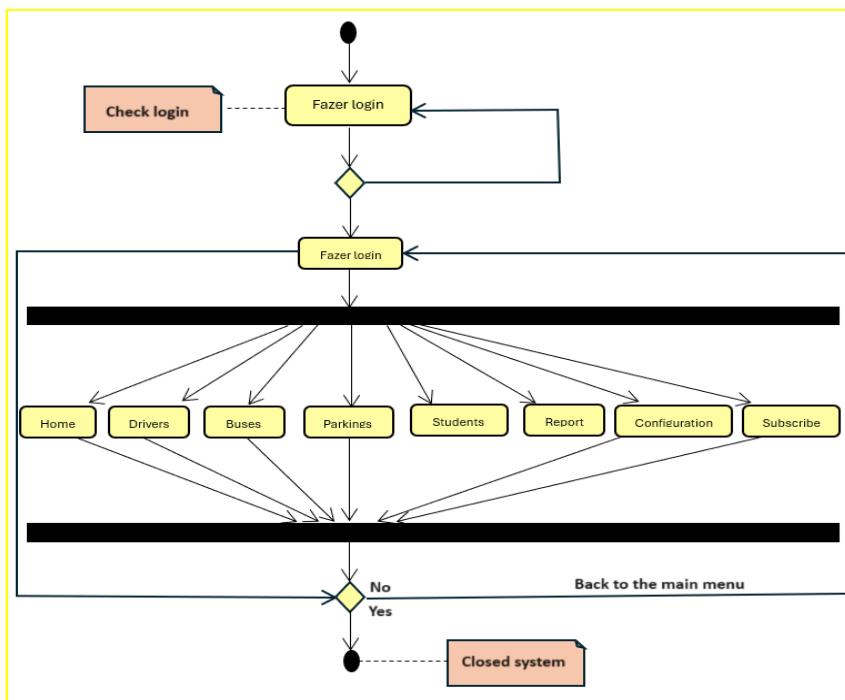 Fazer login
Check login
Fazer login
Home
Drivers
Buses
Parkings
Students
Report
Configuration
Subscribe
No
Back to the main menu
Yes
Closed system